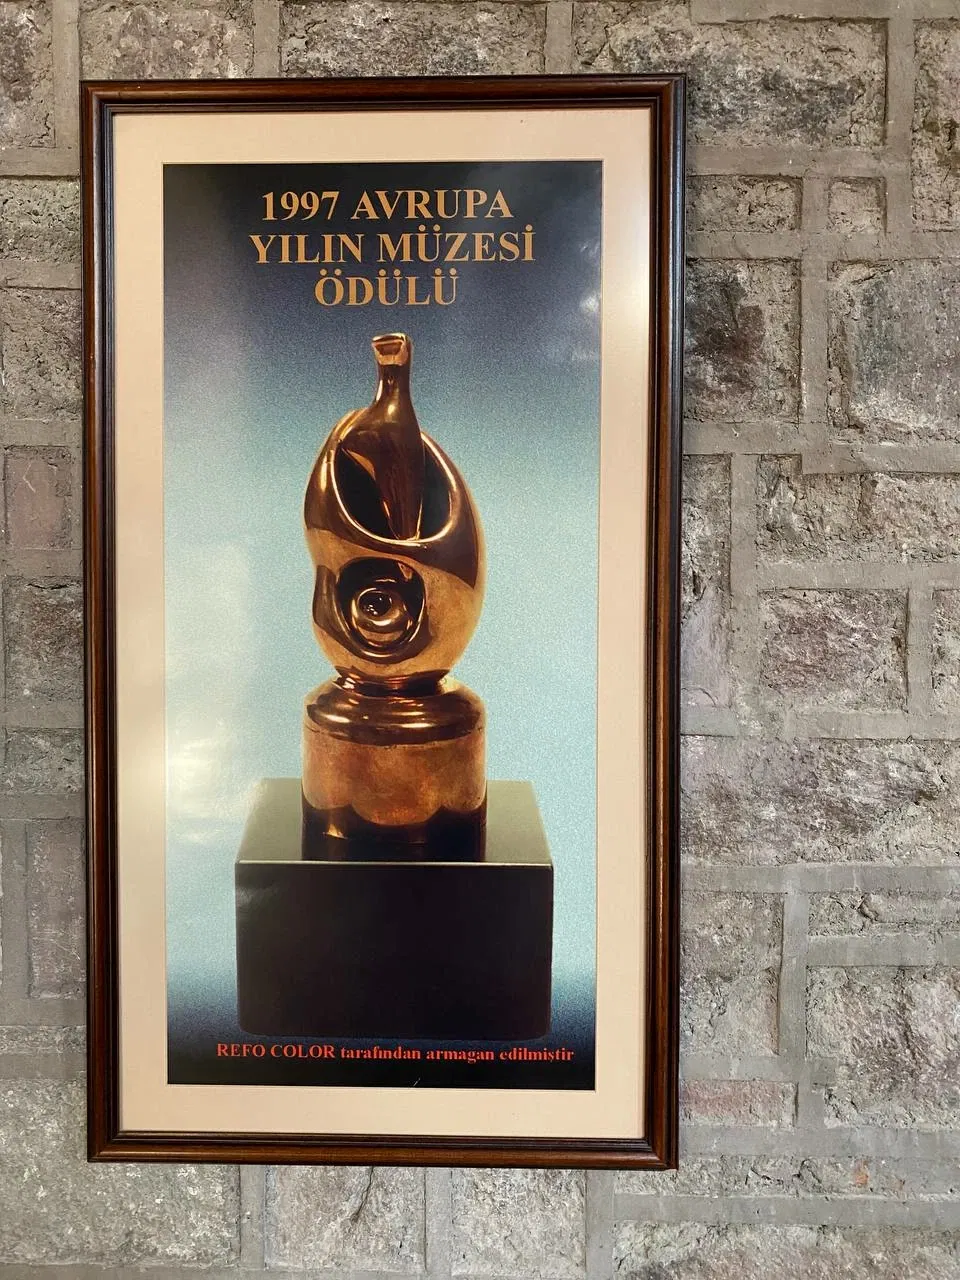 1997 AVRUPA
YILIN MÜZESİ
ÖDÜLÜ
REFO COLOR tarafından armagan edilmiştir